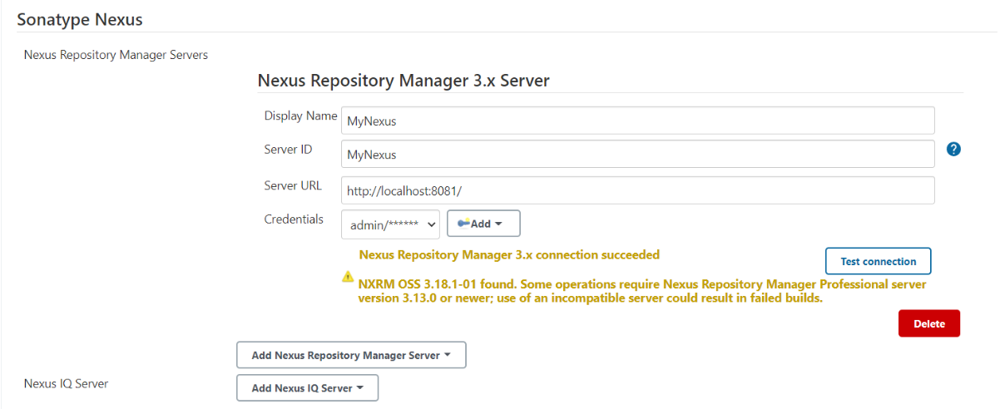 Sonatype Nexus
Nexus Repository Manager Servers
Nexus Repository Manager 3.x Server
Display Name
MyNexus
Server ID
MyNexus
?
Server URL
http://localhost:8081/
Credentials
admin/******
Add
Nexus Repository Manager 3.x connection succeeded
Test connection
NXRM OSS 3.18.1-01 found. Some operations require Nexus Repository Manager Professional server
version 3.13.0 or newer; use of an incompatible server could result in failed builds.
Delete
Add Nexus Repository Manager Server
Nexus IQ Server
Add Nexus IQ Server